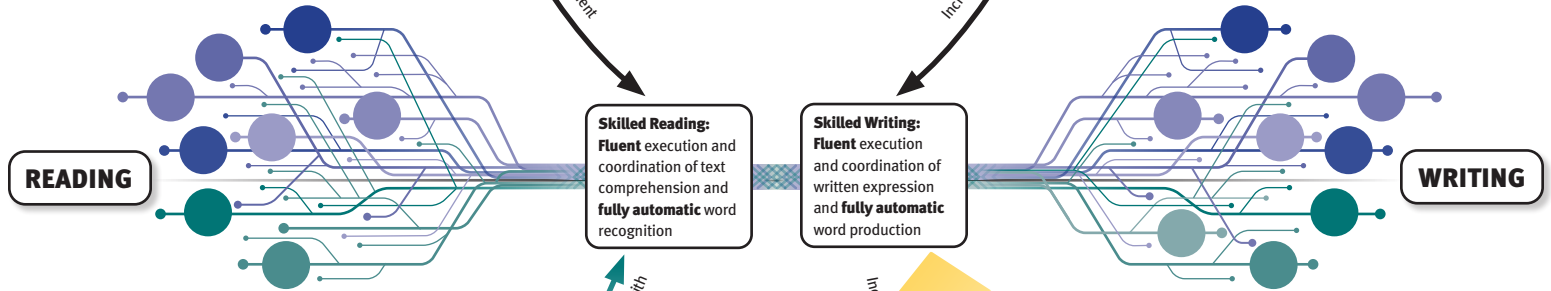 READING
Skilled Reading:
Fluent execution and
coordination of text
comprehension and
fully automatic word
recognition
Skilled Writing:
Fluent execution
and coordination of
written expression
and fully automatic
word production
WRITING